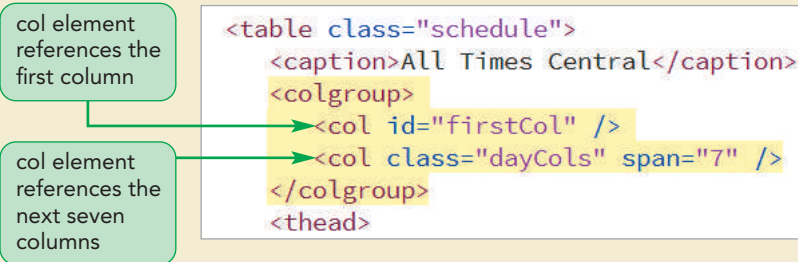 col element
references the
first column
col element
references the
next seven
columns
<table class="schedule">
<caption>All Times Central</caption>
<colgroup>
<col id="firstCol" />
<col class="dayCols" span="7" />
</colgroup>
<thead>